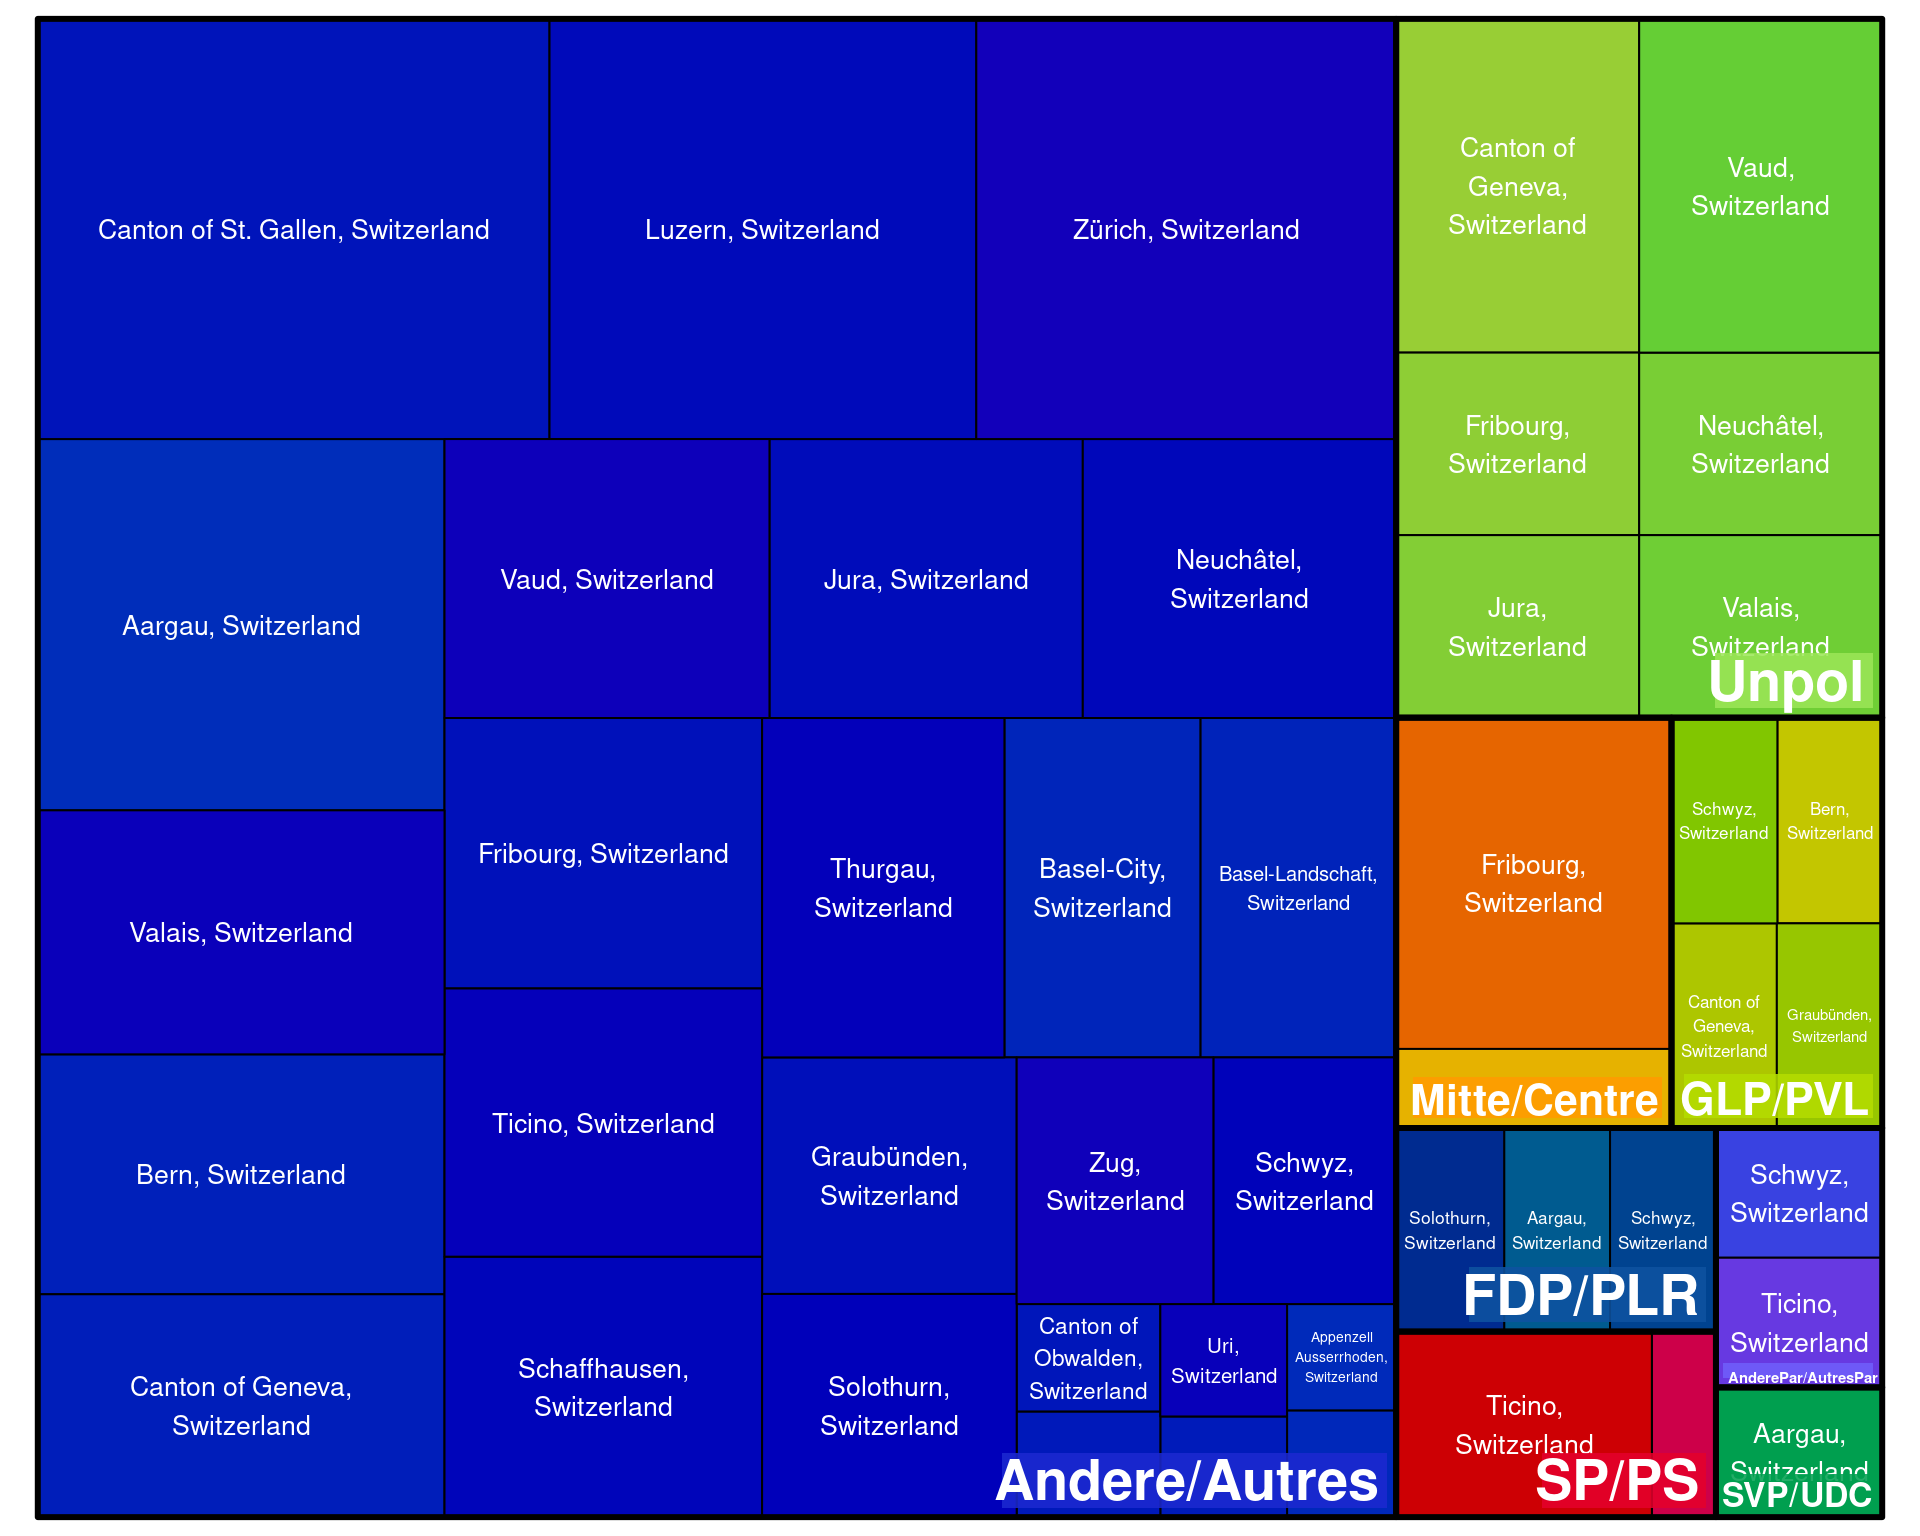 Canton of St. Gallen, Switzerland
Luzern, Switzerland
Zürich, Switzerland
Aargau, Switzerland
Vaud, Switzerland
Jura, Switzerland
Neuchâtel,
Switzerland
Valais, Switzerland
Fribourg, Switzerland
Thurgau,
Switzerland
Basel-City,
Switzerland
Basel-Landschaft,
Switzerland
Bern, Switzerland
Ticino, Switzerland
Graubünden,
Switzerland
Zug,
Switzerland
Schwyz,
Switzerland
Canton of Geneva,
Switzerland
Schaffhausen,
Switzerland
Solothurn,
Switzerland
Canton of
Obwalden,
Switzerland
Uri,
Switzerland
Appenzell
Ausserrhoden,
Switzerland
Andere/Autres
Canton of
Geneva,
Switzerland
Vaud,
Switzerland
Fribourg,
Switzerland
Neuchâtel,
Switzerland
Jura,
Switzerland
Valais,
Switzerland
Unpol
Fribourg,
Switzerland
Mitte/Centre
Schwyz,
Switzerland
Bern,
Switzerland
Canton of
Geneva,
Switzerland
Graubünden,
Switzerland
GLP/PVL
Solothurn,
Switzerland
Aargau,
Switzerland
Schwyz,
Switzerland
FDP/PLR
Schwyz,
Switzerland
Ticino,
Switzerland
AnderePar/AutresPar
Ticino,
Switzerland
SP/PS
Aargau,
Switzerland
SVP/UDC